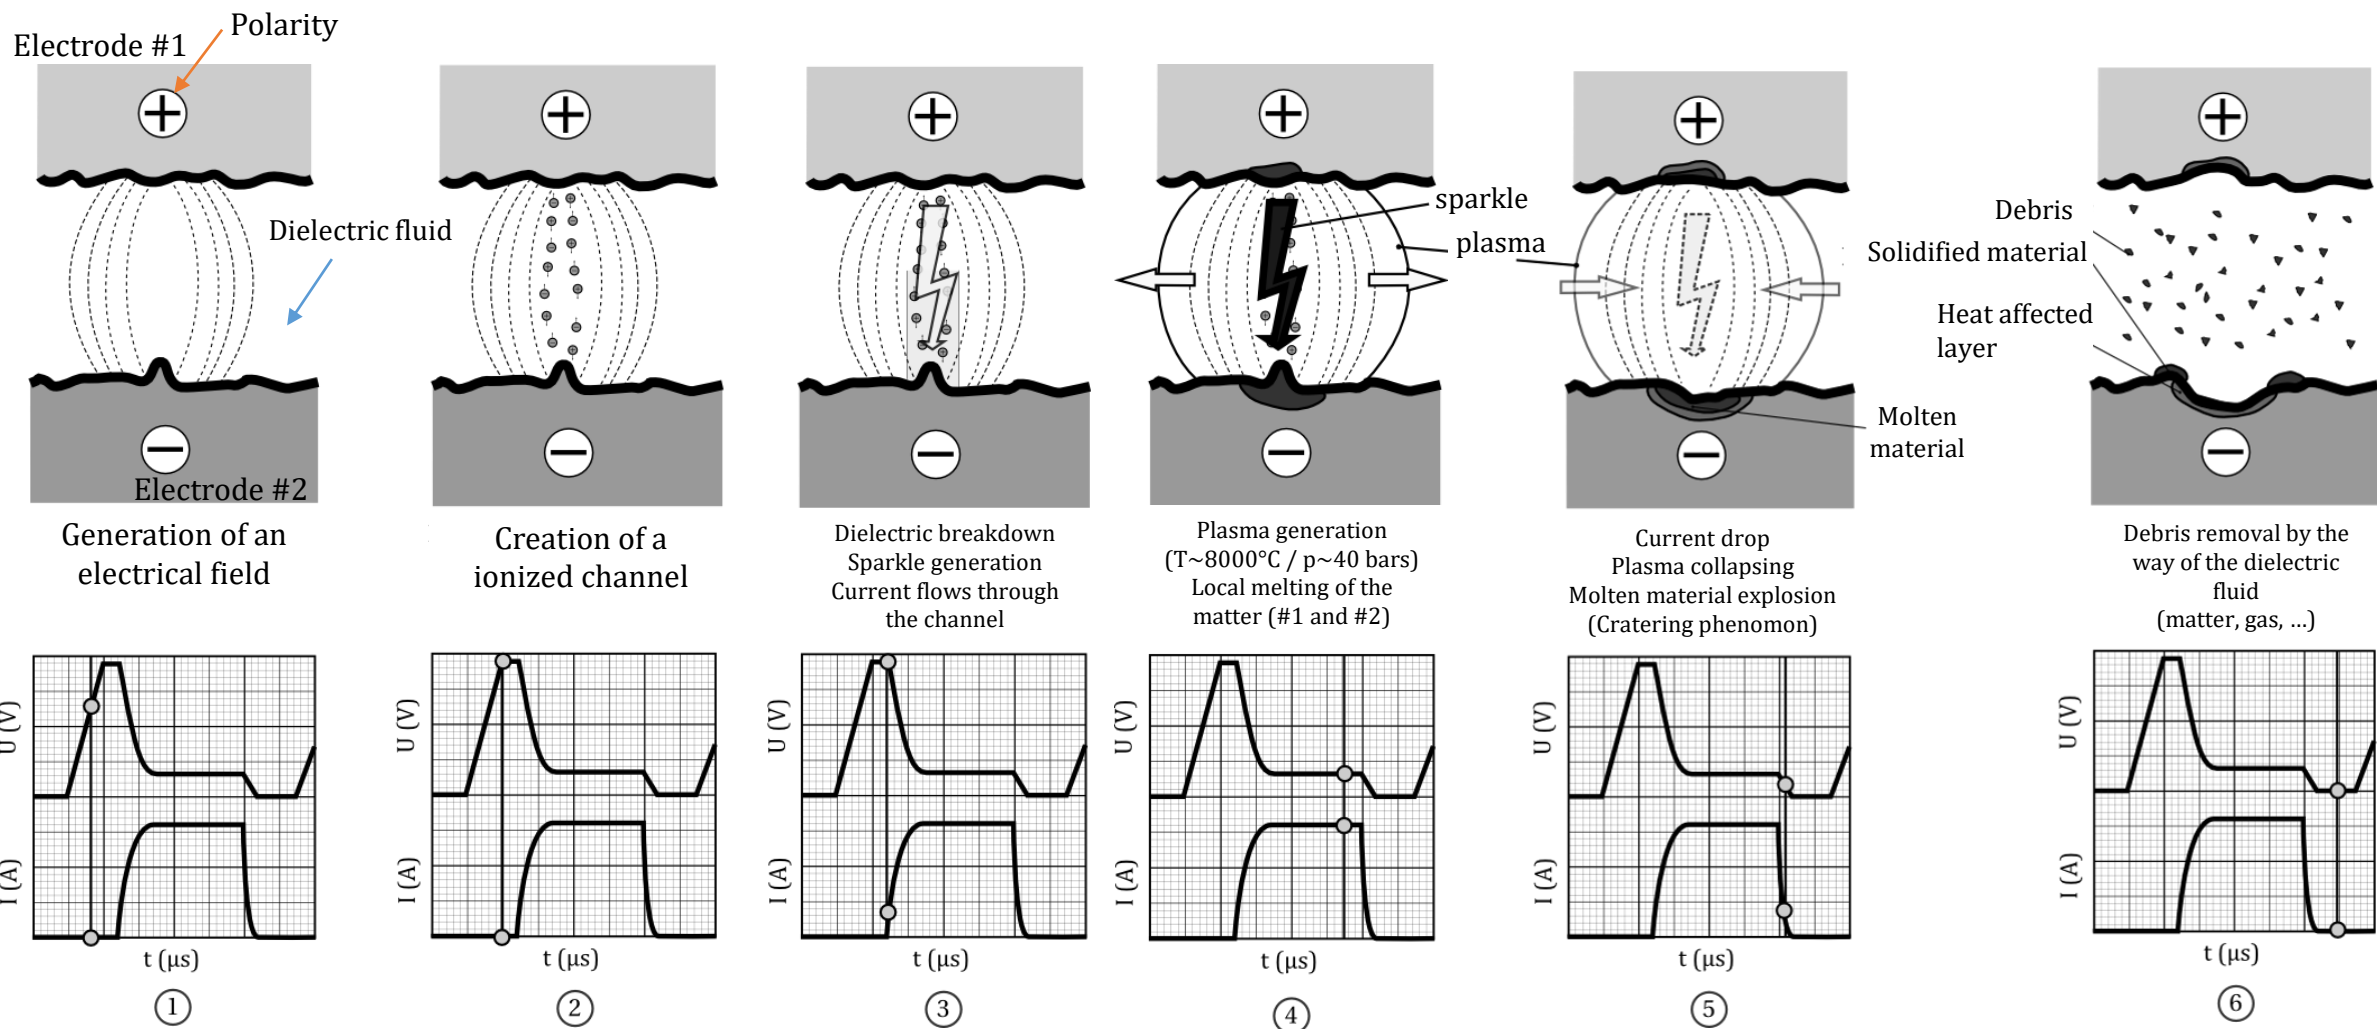 Polarity
Electrode #1
Dielectric fluid
Electrode #2
sparkle
plasma
Molten
material
Debris
Solidified material
Heat affected
layer
Generation of an
electrical field
Creation of a
ionized channel
Dielectric breakdown
Sparkle generation
Current flows through
the channel
Plasma generation
(T~8000°C / p~40 bars)
Local melting of the
matter (#1 and #2)
Current drop
Plasma collapsing
Molten material explosion
(Cratering phenomon)
Debris removal by the
way of the dielectric
fluid
(matter, gas, ...)
U (V)
I (A)
t (µs)
1
U (V)
I (A)
t (µs)
2
U (V)
I (A)
t (µs)
3
U (V)
I (A)
t (µs)
4
U (V)
I (A)
t (µs)
5
U (V)
I (A)
t (µs)
6